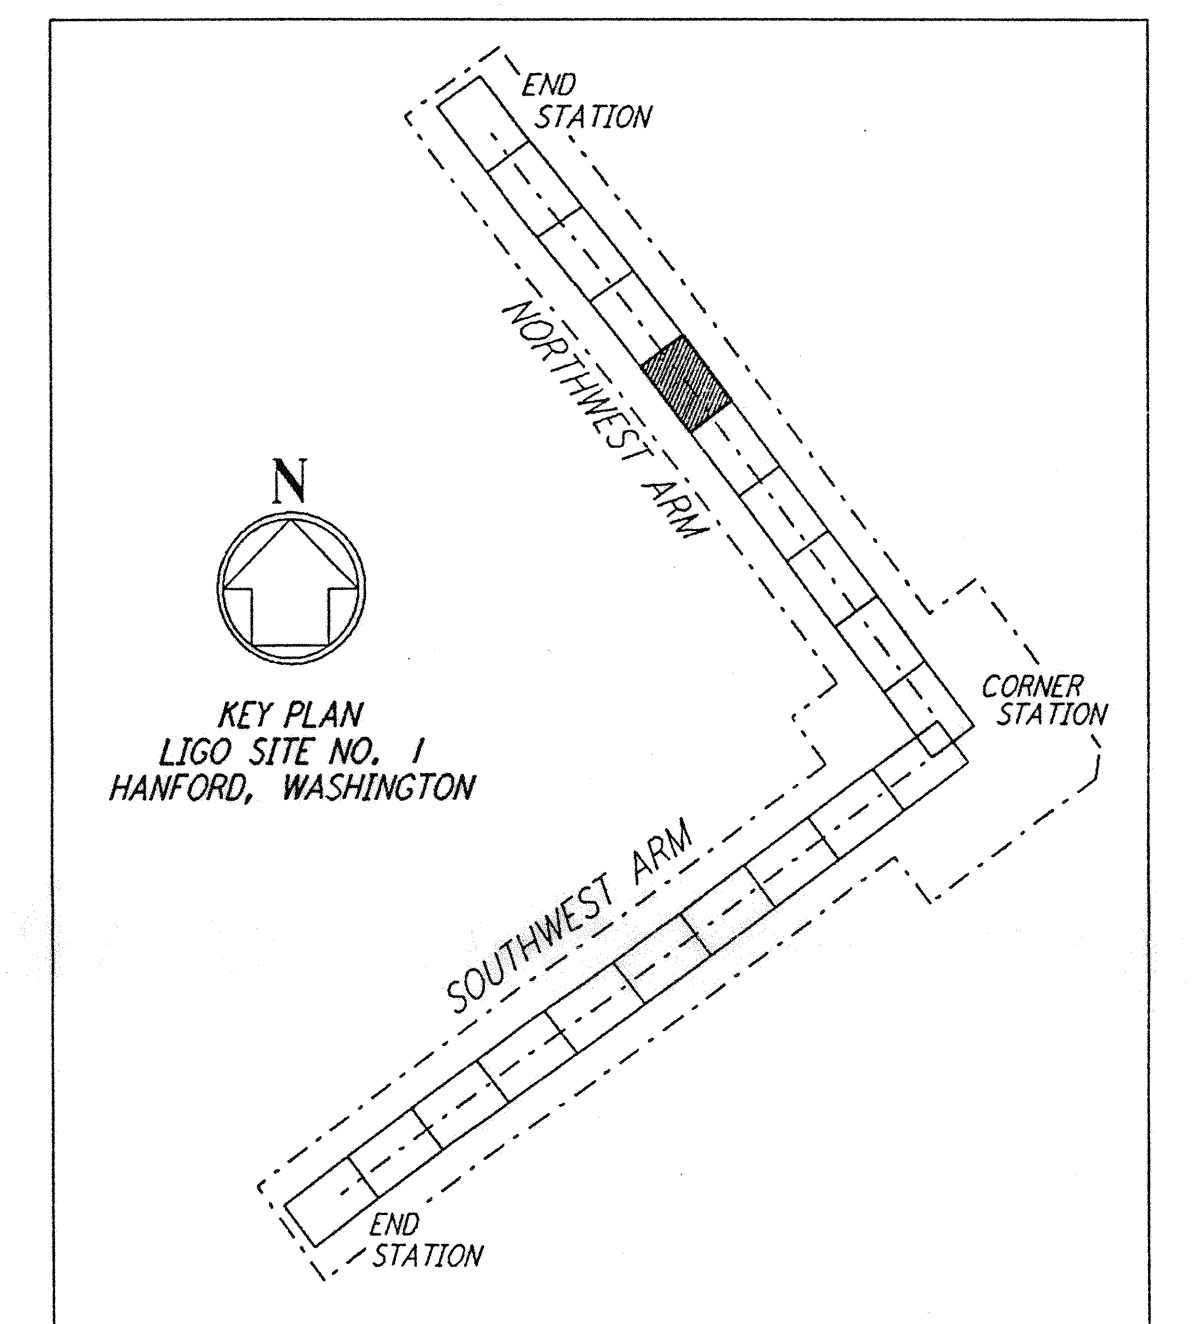 END
STATION
NORTHWEST ARM
N
CORNER
STATION
KEY PLAN
LIGO SITE NO. 1
HANFORD, WASHINGTON
SOUTHWEST ARM
END
STATION